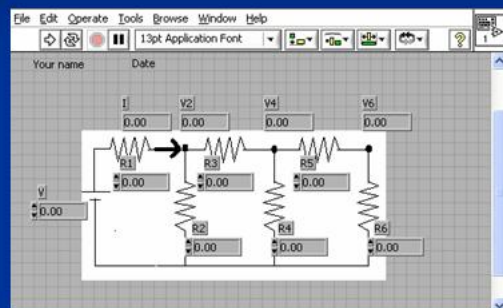 File Edit Operate Tools Browse Window Help
13pt Application Font
1
Your name Date
I V2 V4 V6
0.00 0.00 0.00 0.00
R1 R3 R5
0.00 0.00 0.00
V
0.00
R2 R4 R6
0.00 0.00 0.00